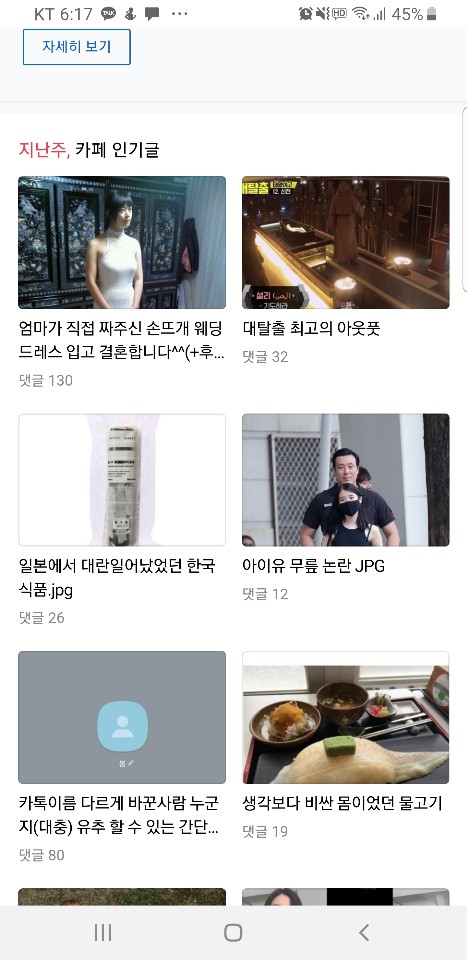 KT 6:17
TALK
HD
45%
자세히 보기
지난주, 카페 인기글
엄마가 직접 짜주신 손뜨개 웨딩
드레스 입고 결혼합니다^^(+후...
댓글 130
대탈출 최고의 아웃풋
댓글 32
일본에서 대란일어났었던 한국
식품.jpg
댓글 26
아이유 무릎 논란 JPG
댓글 12
봄
카톡이름 다르게 바꾼사람 누군
지(대충) 유추 할 수 있는 간단...
댓글 80
생각보다 비싼 몸이었던 물고기
댓글 19